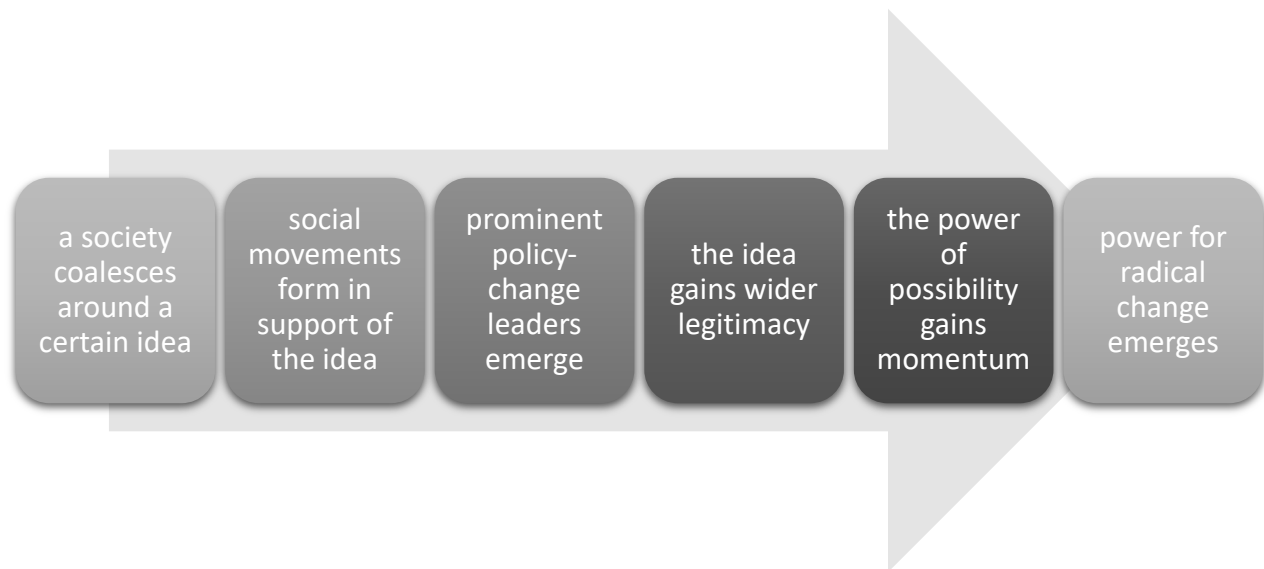 a society
coalesces
around a
certain idea
social
movements
form in
support of
the idea
prominent
policy-
change
leaders
emerge
the idea
gains wider
legitimacy
the power
of
possibility
gains
momentum
power for
radical
change
emerges